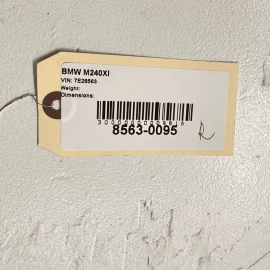 BMW M240XI
VIN: 7E28563
Weight:
Dimensions:
8563-0095
R